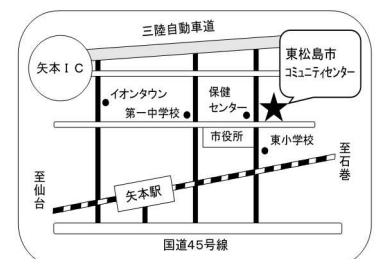 三陸自動車道
矢本ＩＣ
東松島市
コミュニティセンター
イオンタウン
第一中学校
保健
センター
市役所
東小学校
至石巻
至仙台
矢本駅
国道45号線